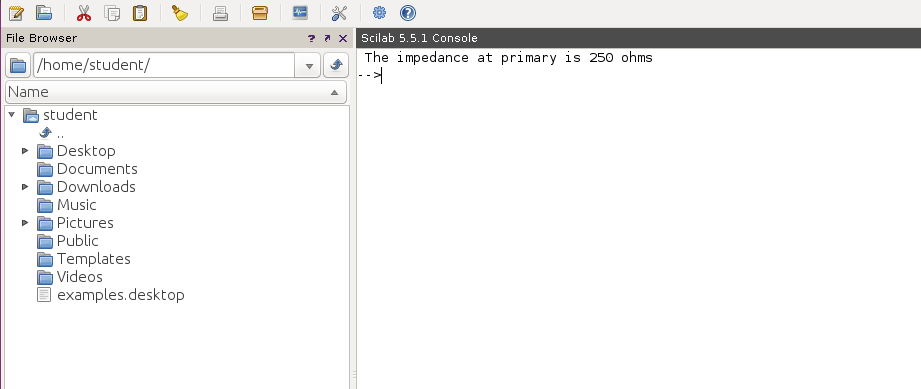 File Browser
/home/student/
Name
student
..
Desktop
Documents
Downloads
Music
Pictures
Public
Templates
Videos
examples.desktop
Scilab 5.5.1 Console
The impedance at primary is 250 ohms
-->